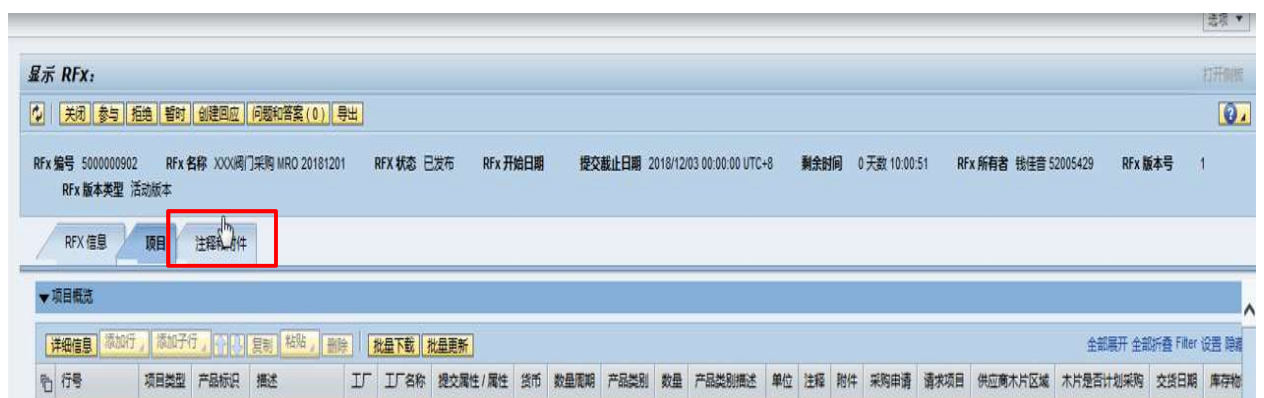 选项
显示 RFx:
打开侧板
关闭 参与 拒绝 暂时 创建回应 问题和答案(0) 导出
RFx 编号 5000000902 RFx 名称 XXX阀门采购 MRO 20181201 RFX 状态 已发布 RFx 开始日期 提交截止日期 2018/12/03 00:00:00 UTC+8 剩余时间 0 天数 10:00:51 RFx 所有者 钱佳音 52005429 RFx 版本号 1
RFx 版本类型 活动版本
RFX 信息 项目 注释和附件
项目概览
详细信息 添加行 添加子行 复制 粘贴 删除 批量下载 批量更新 全部展开 全部折叠 Filter 设置 隐藏
行号 项目类型 产品标识 描述 工厂 工厂名称 提交属性/属性 货币 数量周期 产品类别 数量 产品类别描述 单位 注释 附件 采购申请 请求项目 供应商木片区域 木片是否计划采购 交货日期 库存物